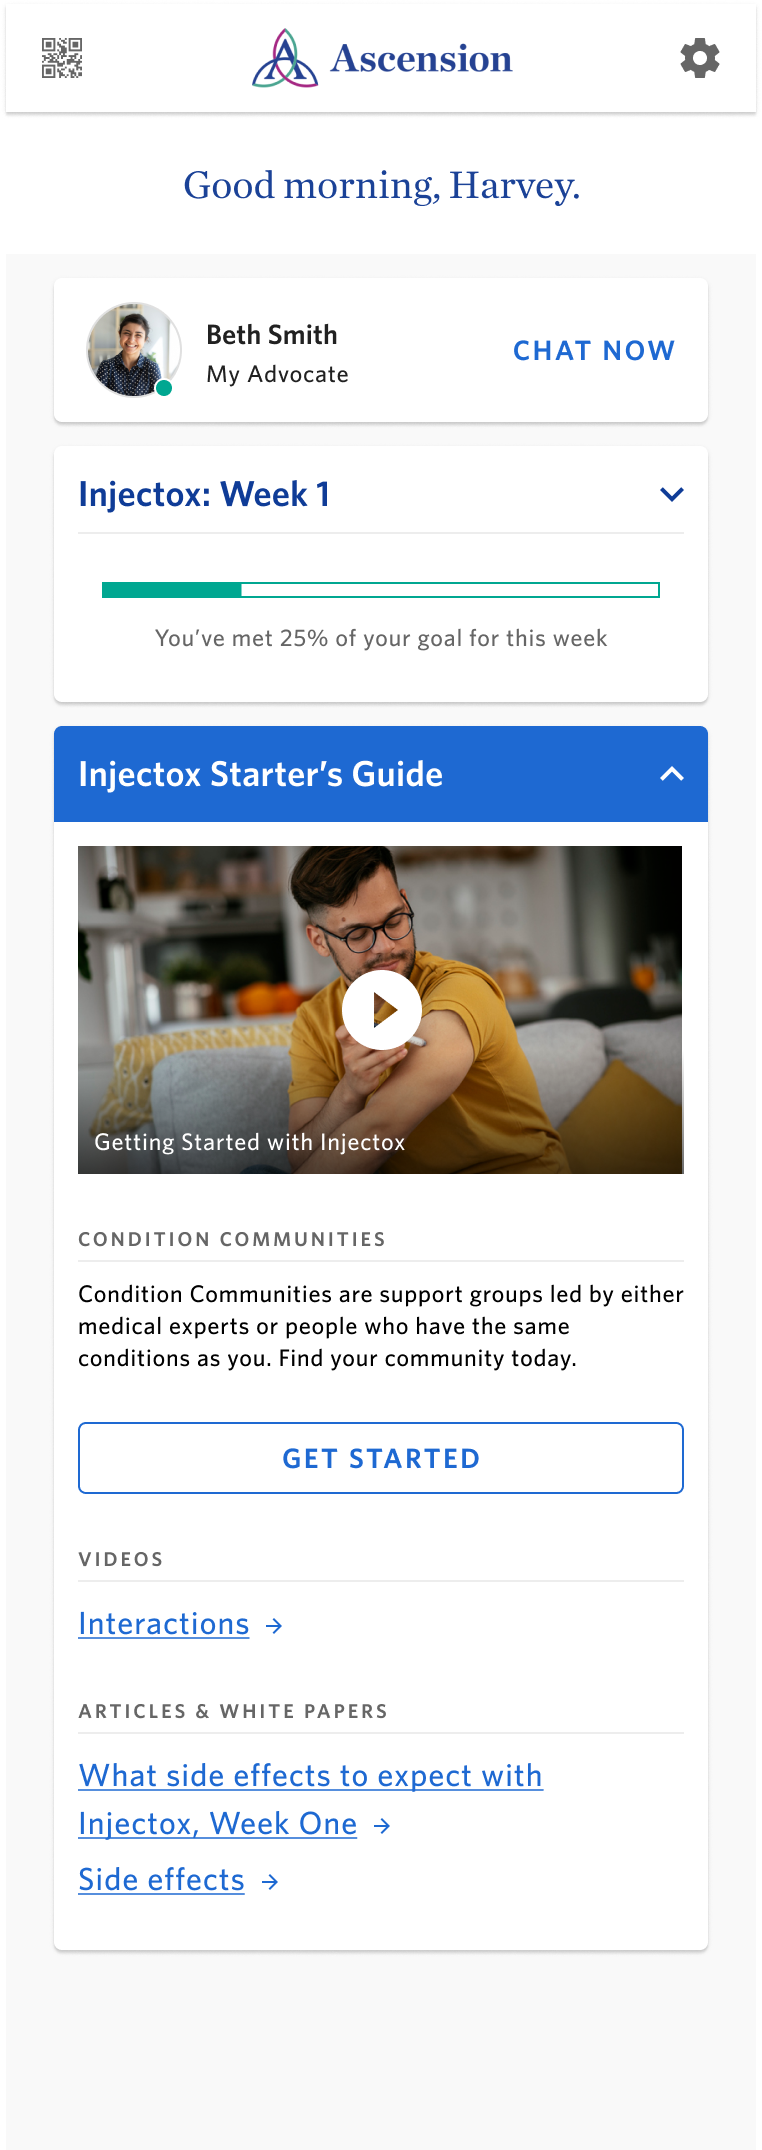 Ascension
Good morning, Harvey.
Beth Smith
My Advocate
CHAT NOW
Injectox: Week 1
You’ve met 25% of your goal for this week
Injectox Starter’s Guide
Getting Started with Injectox
CONDITION COMMUNITIES
Condition Communities are support groups led by either
medical experts or people who have the same
conditions as you. Find your community today.
GET STARTED
VIDEOS
Interactions →
ARTICLES & WHITE PAPERS
What side effects to expect with
Injectox, Week One →
Side effects →